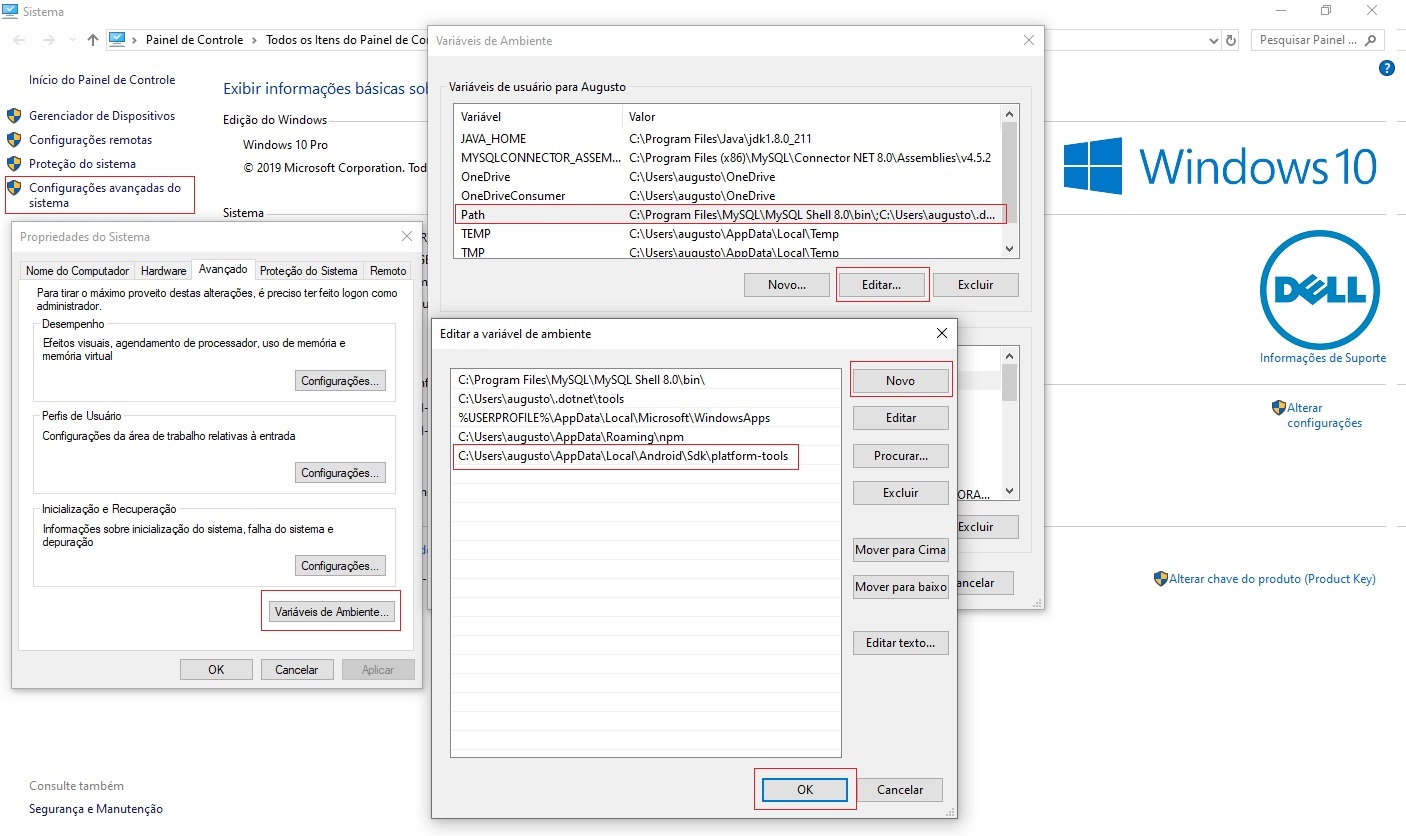 Sistema
Painel de Controle
Todos os Itens do Painel de Co
Pesquisar Painel ...
Início do Painel de Controle
Gerenciador de Dispositivos
Configurações remotas
Proteção do sistema
Configurações avançadas do
sistema
Exibir informações básicas so
Edição do Windows
Windows 10 Pro
© 2019 Microsoft Corporation. Tod
Sistema
Propriedades do Sistema
Nome do Computador
Hardware
Avançado
Proteção do Sistema
Remoto
Para tirar o máximo proveito destas alterações, é preciso ter feito logon como
administrador.
Desempenho
Efeitos visuais, agendamento de processador, uso de memória e
memória virtual
Configurações...
Perfis de Usuário
Configurações da área de trabalho relativas à entrada
Configurações...
Inicialização e Recuperação
Informações sobre inicialização do sistema, falha do sistema e
depuração
Configurações...
Variáveis de Ambiente...
OK
Cancelar
Aplicar
Consulte também
Segurança e Manutenção
Variáveis de Ambiente
Variáveis de usuário para Augusto
Variável Valor
JAVA_HOME C:\Program Files\Java\jdk1.8.0_211
MYSQLCONNECTOR_ASSEM... C:\Program Files (x86)\MySQL\Connector NET 8.0\Assemblies\v4.5.2
OneDrive C:\Users\augusto\OneDrive
OneDriveConsumer C:\Users\augusto\OneDrive
Path C:\Program Files\MySQL\MySQL Shell 8.0\bin\;C:\Users\augusto\.d...
TEMP C:\Users\augusto\AppData\Local\Temp
TMP C:\Users\augusto\AppData\Local\Temp
Novo...
Editar...
Excluir
ORA...
Excluir
ancelar
Editar a variável de ambiente
C:\Program Files\MySQL\MySQL Shell 8.0\bin\
C:\Users\augusto\.dotnet\tools
%USERPROFILE%\AppData\Local\Microsoft\WindowsApps
C:\Users\augusto\AppData\Roaming\npm
C:\Users\augusto\AppData\Local\Android\Sdk\platform-tools
Novo
Editar
Procurar...
Excluir
Mover para Cima
Mover para baixo
Editar texto...
OK
Cancelar
?
Windows 10
DELL
Informações de Suporte
Alterar
configurações
Alterar chave do produto (Product Key)